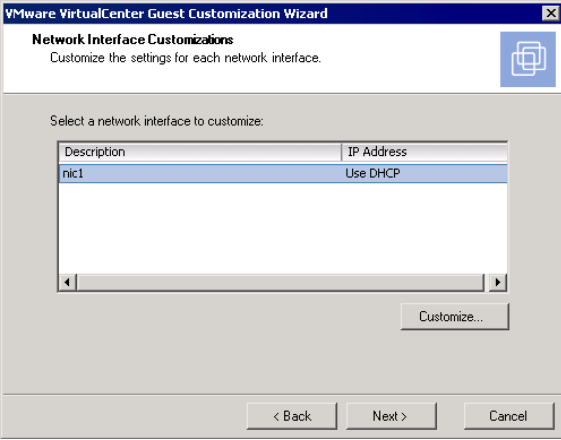 VMware VirtualCenter Guest Customization Wizard
Network Interface Customizations
Customize the settings for each network interface.
Select a network interface to customize:
Description IP Address
nic1 Use DHCP
Customize...
< Back Next > Cancel